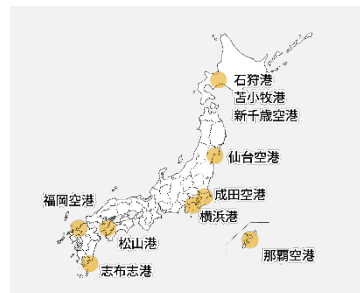 石狩港
苫小牧港
新千歳空港
仙台空港
成田空港
福岡空港
横浜港
松山港
那覇空港
志布志港